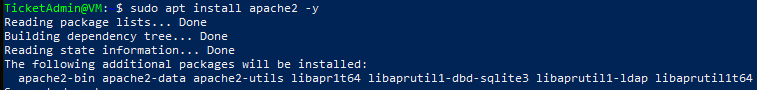 TicketAdmin@VM: $ sudo apt install apache2 -y
Reading package lists... Done
Building dependency tree... Done
Reading state information... Done
The following additional packages will be installed:
  apache2-bin apache2-data apache2-utils libapr1t64 libaprutil1-dbd-sqlite3 libaprutil1-ldap libaprutil1t64